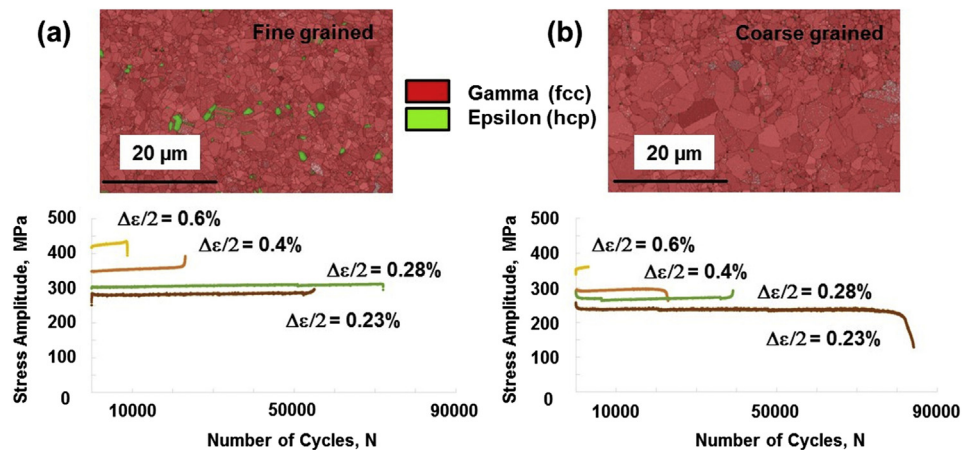 (a)
Fine grained
20 µm
Gamma (fcc)
Epsilon (hcp)
(b)
Coarse grained
20 µm
Stress Amplitude, MPa
500
400
300
200
100
0
Δε/2 = 0.6%
Δε/2 = 0.4%
Δε/2 = 0.28%
Δε/2 = 0.23%
10000
50000
90000
Number of Cycles, N
Stress Amplitude, MPa
500
400
300
200
100
0
Δε/2 = 0.6%
Δε/2 = 0.4%
Δε/2 = 0.28%
Δε/2 = 0.23%
10000
50000
90000
Number of Cycles, N